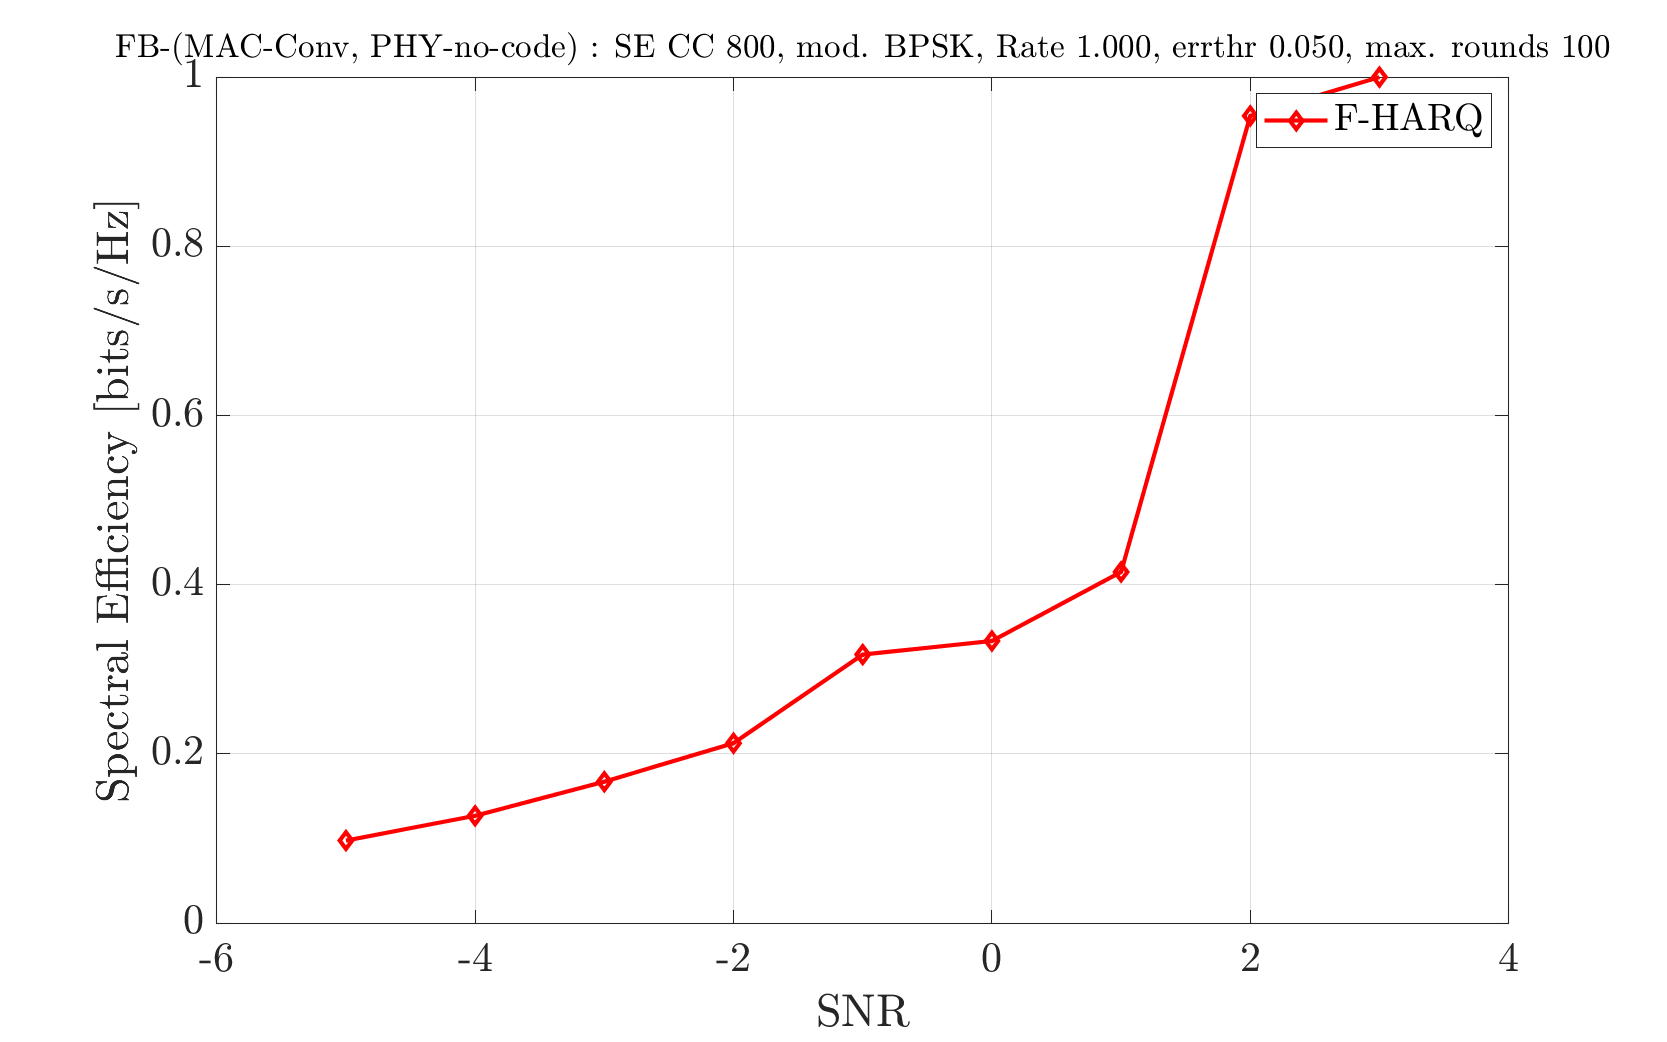 FB-(MAC-Conv, PHY-no-code) : SE CC 800, mod. BPSK, Rate 1.000, errthr 0.050, max. rounds 100
F-HARQ
Spectral Efficiency [bits/s/Hz]
1
0.8
0.6
0.4
0.2
0
-6 -4 -2 0 2 4
SNR